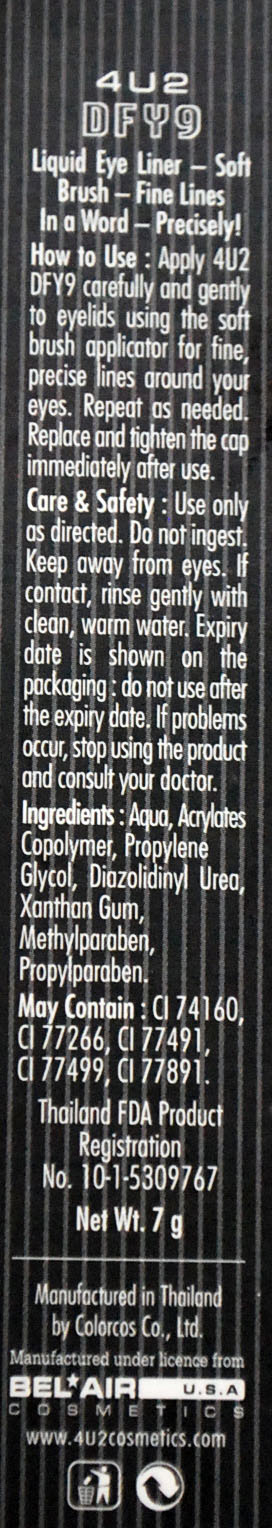 4U2
DFY9
Liquid Eye Liner – Soft
Brush – Fine Lines
In a Word – Precisely!
How to Use : Apply 4U2
DFY9 carefully and gently
to eyelids using the soft
brush applicator for fine,
precise lines around your
eyes. Repeat as needed.
Replace and tighten the cap
immediately after use.
Care & Safety : Use only
as directed. Do not ingest.
Keep away from eyes. If
contact, rinse gently with
clean, warm water. Expiry
date is shown on the
packaging : do not use after
the expiry date. If problems
occur, stop using the product
and consult your doctor.
Ingredients : Aqua, Acrylates
Copolymer, Propylene
Glycol, Diazolidinyl Urea,
Xanthan Gum,
Methylparaben,
Propylparaben.
May Contain : CI 74160,
CI 77266, CI 77491,
CI 77499, CI 77891.
Thailand FDA Product
Registration
No. 10-1-5309767
Net Wt. 7 g
Manufactured in Thailand
by Colorcos Co., Ltd.
Manufactured under licence from
BEL★AIR U.S.A
COSMETICS
www.4u2cosmetics.com